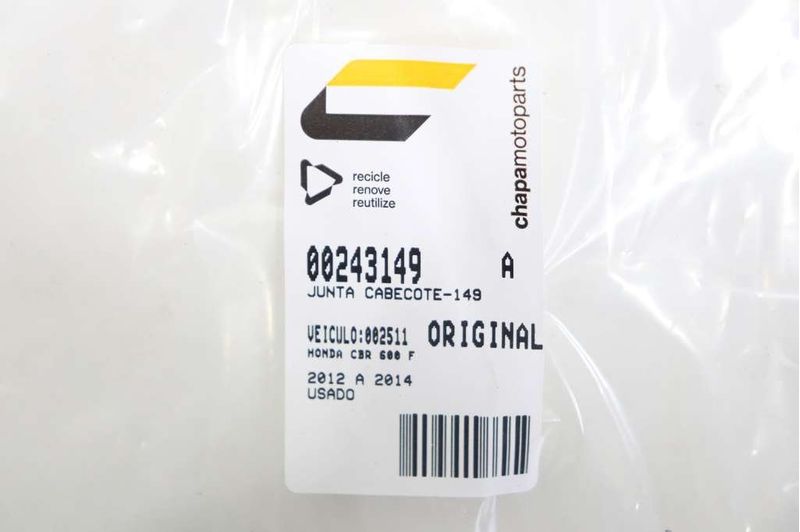 chapamotoparts
recicle
renove
reutilize
00243149 A
JUNTA CABECOTE-149
VEICULO:002511 ORIGINAL
HONDA CBR 600 F
2012 A 2014
USADO